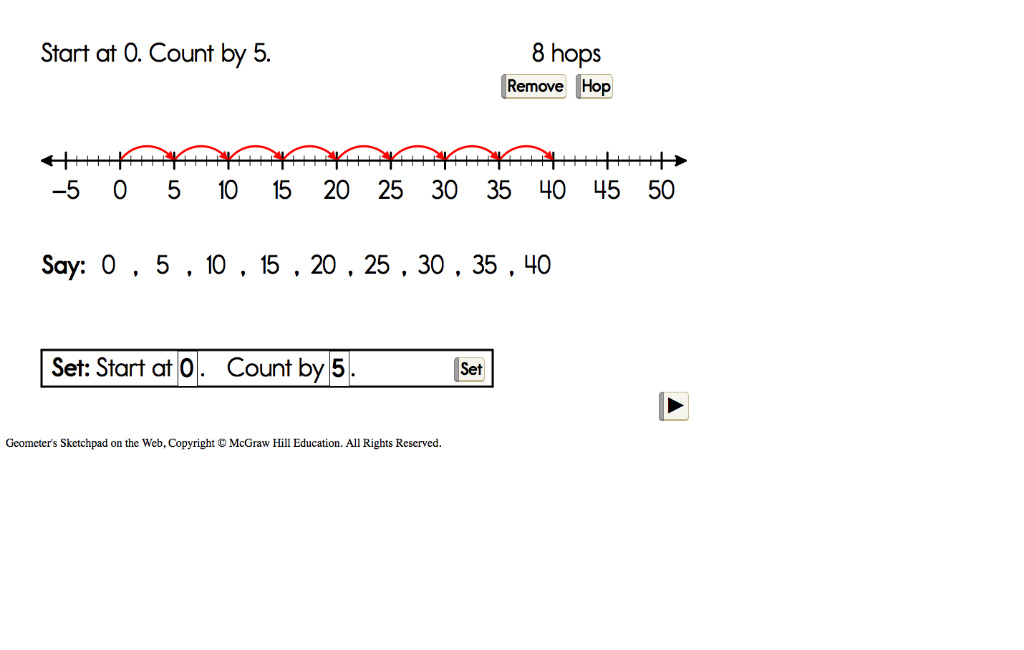 Start at 0. Count by 5.
8 hops
Remove Hop
–5 0 5 10 15 20 25 30 35 40 45 50
Say: 0 , 5 , 10 , 15 , 20 , 25 , 30 , 35 , 40
Set: Start at 0. Count by 5. Set
Geometer's Sketchpad on the Web, Copyright © McGraw Hill Education. All Rights Reserved.